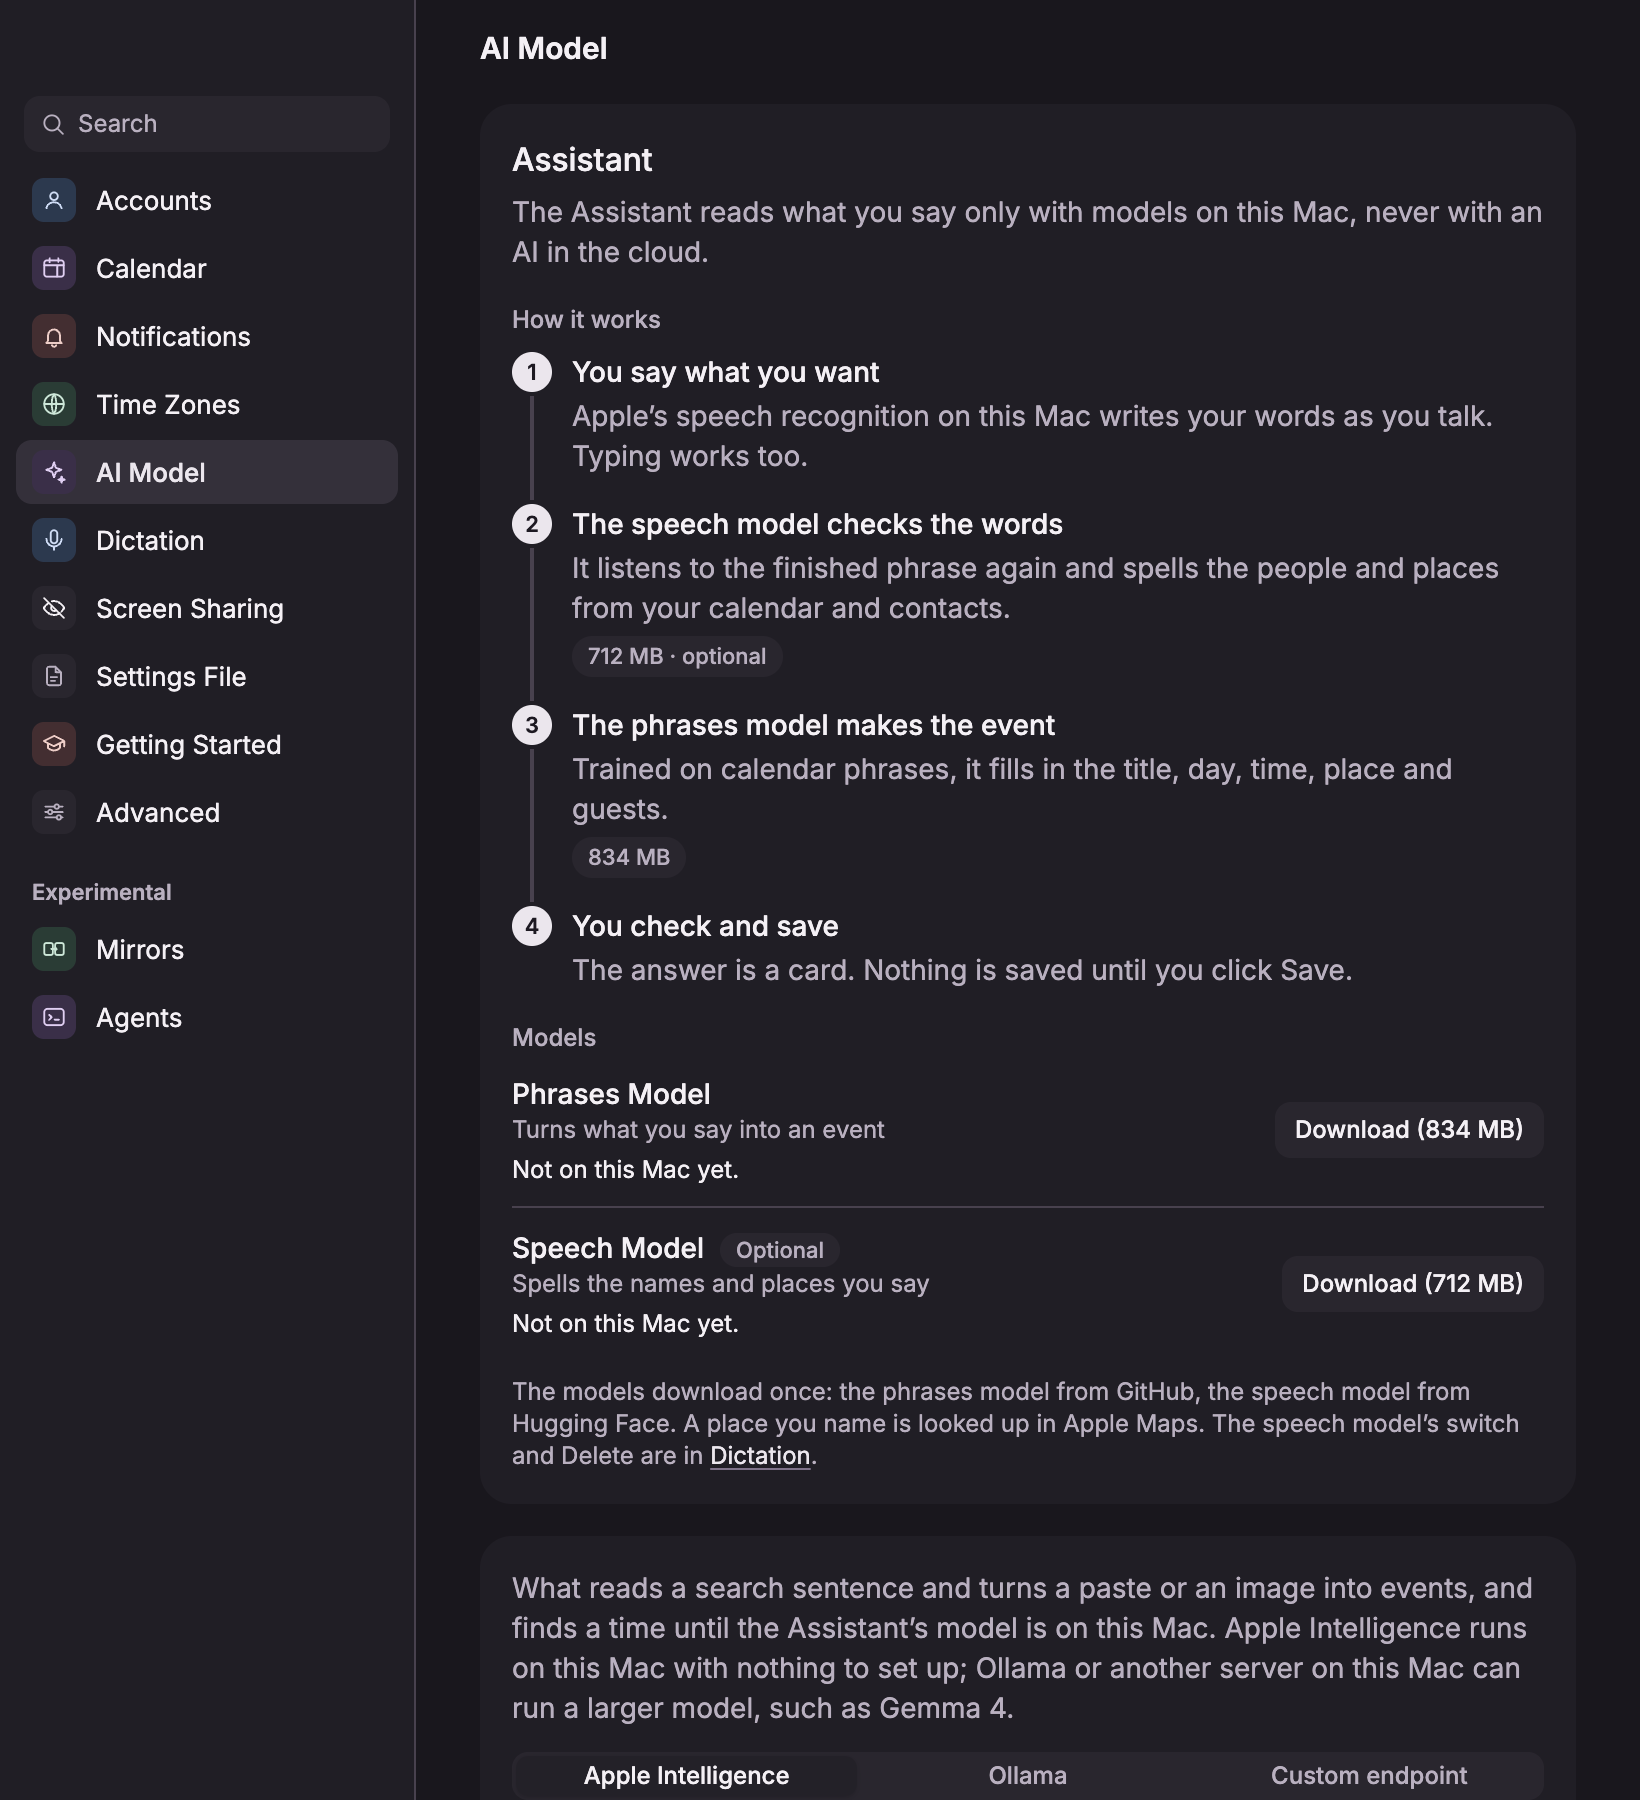 AI Model
Search
Accounts
Calendar
Notifications
Time Zones
AI Model
Dictation
Screen Sharing
Settings File
Getting Started
Advanced
Experimental
Mirrors
Agents
Assistant
The Assistant reads what you say only with models on this Mac, never with an
AI in the cloud.
How it works
1 You say what you want
Apple’s speech recognition on this Mac writes your words as you talk.
Typing works too.
2 The speech model checks the words
It listens to the finished phrase again and spells the people and places
from your calendar and contacts.
712 MB · optional
3 The phrases model makes the event
Trained on calendar phrases, it fills in the title, day, time, place and
guests.
834 MB
4 You check and save
The answer is a card. Nothing is saved until you click Save.
Models
Phrases Model
Turns what you say into an event
Not on this Mac yet.
Download (834 MB)
Speech Model Optional
Spells the names and places you say
Not on this Mac yet.
Download (712 MB)
The models download once: the phrases model from GitHub, the speech model from
Hugging Face. A place you name is looked up in Apple Maps. The speech model’s switch
and Delete are in Dictation.
What reads a search sentence and turns a paste or an image into events, and
finds a time until the Assistant’s model is on this Mac. Apple Intelligence runs
on this Mac with nothing to set up; Ollama or another server on this Mac can
run a larger model, such as Gemma 4.
Apple Intelligence Ollama Custom endpoint